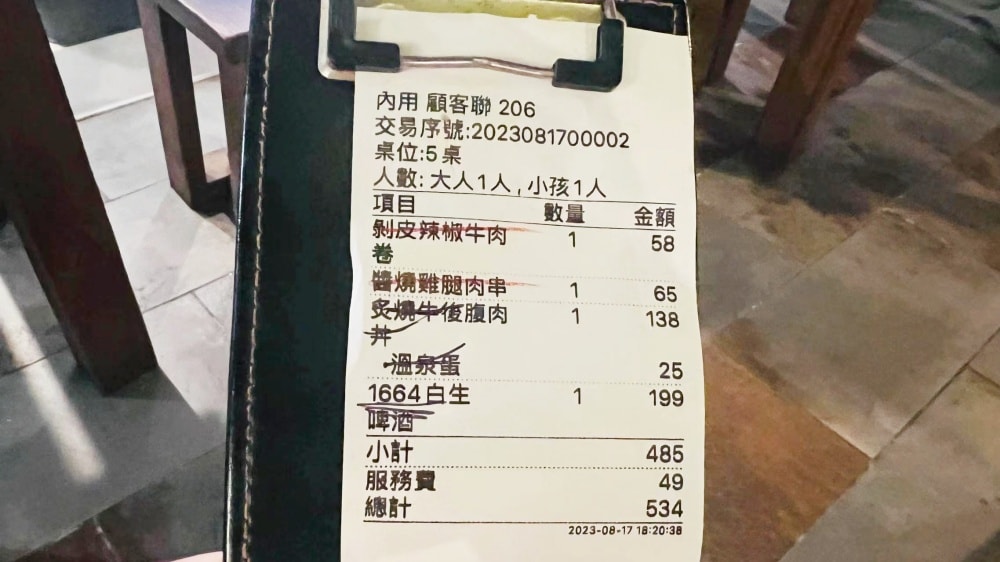 內用 顧客聯 206
交易序號:2023081700002
桌位:5 桌
人數: 大人1人 , 小孩1人
項目 數量 金額
剝皮辣椒牛肉 1 58
卷
醬燒雞腿肉串 1 65
炙燒牛後腹肉 1 138
丼
溫泉蛋 25
1664白生 1 199
啤酒
小計 485
服務費 49
總計 534
2023-08-17 18:20:38